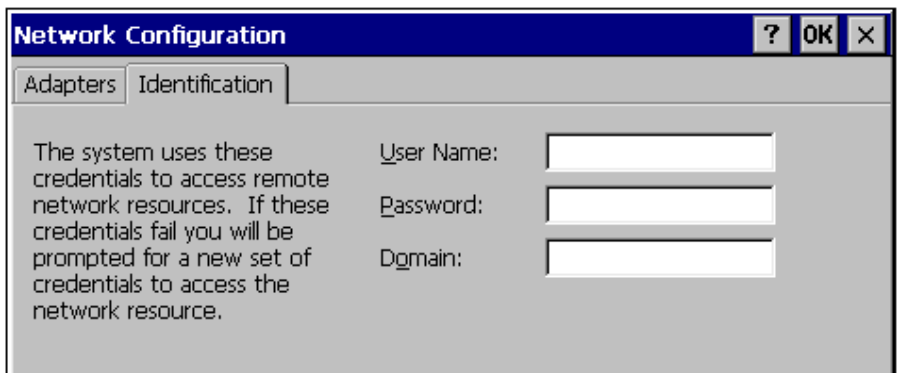 Network Configuration ? OK ×
Adapters Identification
The system uses these
credentials to access remote
network resources. If these
credentials fail you will be
prompted for a new set of
credentials to access the
network resource.
User Name:
Password:
Domain: